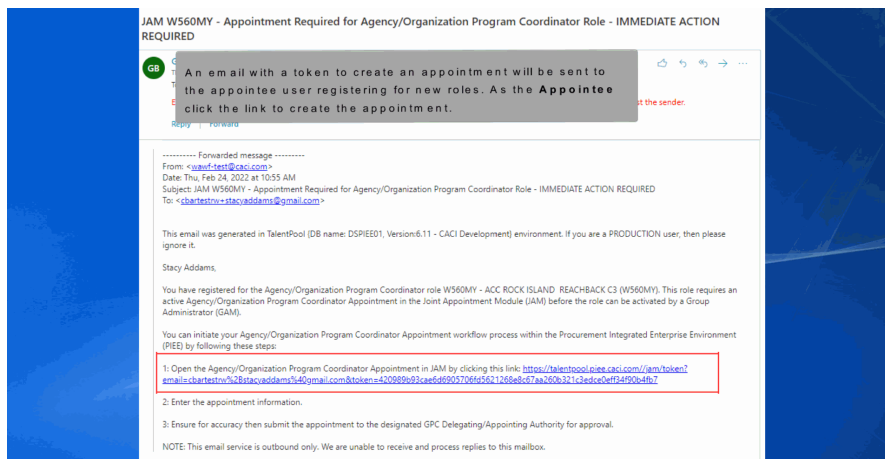 JAM W560MY - Appointment Required for Agency/Organization Program Coordinator Role - IMMEDIATE ACTION
REQUIRED
GB
An email with a token to create an appointment will be sent to
the appointee user registering for new roles. As the Appointee
click the link to create the appointment.
st the sender.
Reply | Forward
---------- Forwarded message ---------
From: <wawf-test@caci.com>
Date: Thu, Feb 24, 2022 at 10:55 AM
Subject: JAM W560MY - Appointment Required for Agency/Organization Program Coordinator Role - IMMEDIATE ACTION REQUIRED
To: <cbartestrw+stacyaddams@gmail.com>
This email was generated in TalentPool {DB name: DSPIEE01, Version:6.11 - CACI Development} environment. If you are a PRODUCTION user, then please
ignore it.
Stacy Addams,
You have registered for the Agency/Organization Program Coordinator role W560MY - ACC ROCK ISLAND REACHBACK C3 (W560MY). This role requires an
active Agency/Organization Program Coordinator Appointment in the Joint Appointment Module (JAM) before the role can be activated by a Group
Administrator (GAM).
You can initiate your Agency/Organization Program Coordinator Appointment workflow process within the Procurement Integrated Enterprise Environment
(PIEE) by following these steps:
1: Open the Agency/Organization Program Coordinator Appointment in JAM by clicking this link: https://talentpool.piee.caci.com//jam/token?
email=cbartestrw%2Bstacyaddams%40gmail.com&token=420989b93cae6d6905706fd5621268e8c67aa260b321c3edce0eff34f90b4fb7
2: Enter the appointment information.
3: Ensure for accuracy then submit the appointment to the designated GPC Delegating/Appointing Authority for approval.
NOTE: This email service is outbound only. We are unable to receive and process replies to this mailbox.